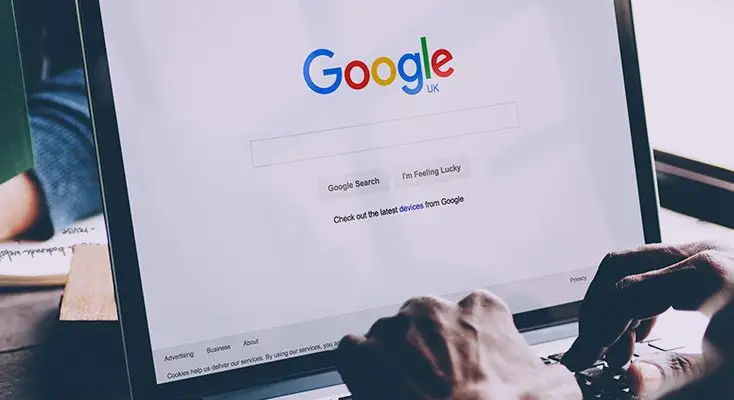 Google
UK
Google Search
I'm Feeling Lucky
Check out the latest devices from Google
Privacy
Advertising
Business
About
Cookies help us deliver our services. By using our services, you
revise